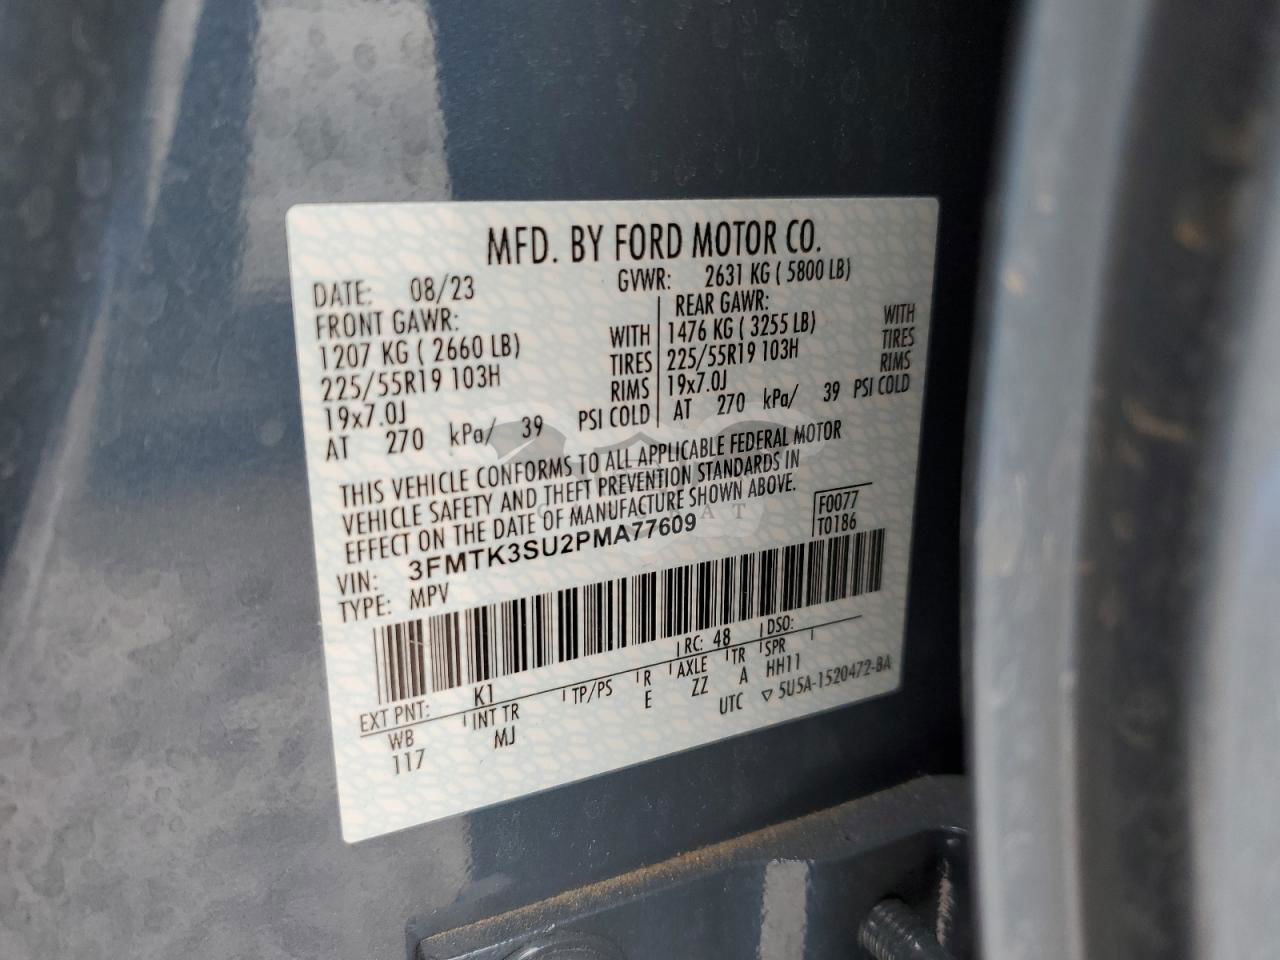 MFD. BY FORD MOTOR CO.
DATE: 08/23 GVWR: 2631 KG ( 5800 LB)
FRONT GAWR: REAR GAWR:
1207 KG ( 2660 LB) WITH 1476 KG ( 3255 LB) WITH
225/55R19 103H TIRES 225/55R19 103H TIRES
19x7.0J RIMS 19x7.0J RIMS
AT 270 kPa/ 39 PSI COLD AT 270 kPa/ 39 PSI COLD
THIS VEHICLE CONFORMS TO ALL APPLICABLE FEDERAL MOTOR
VEHICLE SAFETY AND THEFT PREVENTION STANDARDS IN
EFFECT ON THE DATE OF MANUFACTURE SHOWN ABOVE.
F0077
T0186
VIN: 3FMTK3SU2PMA77609
TYPE: MPV
EXT PNT: K1 RC: 48 DSO:
WB INT TR TP/PS R AXLE TR SPR
117 MJ E ZZ A HH11
UTC ▽ 5U5A-1520472-BA